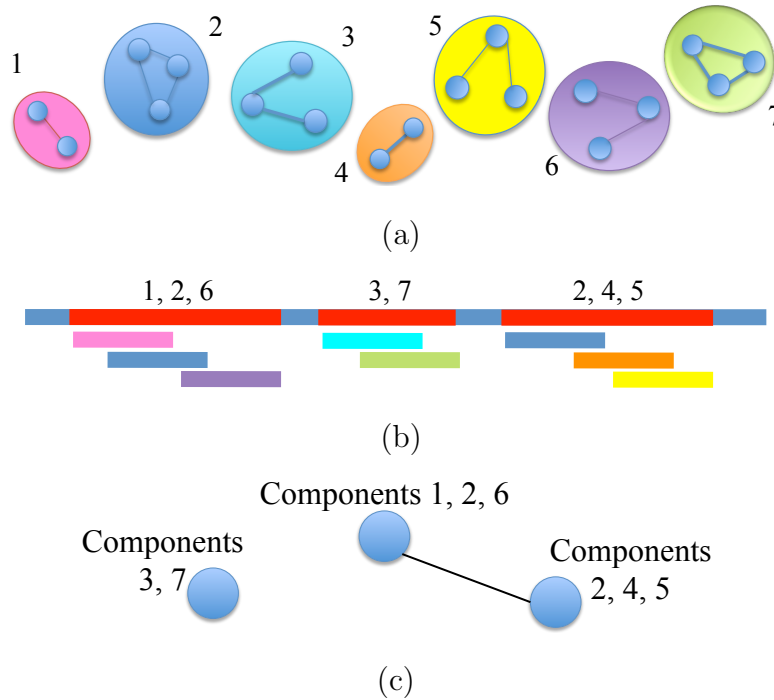 1
2
3
4
5
6
7
(a)
1, 2, 6
3, 7
2, 4, 5
(b)
Components 1, 2, 6
Components
3, 7
Components
2, 4, 5
(c)